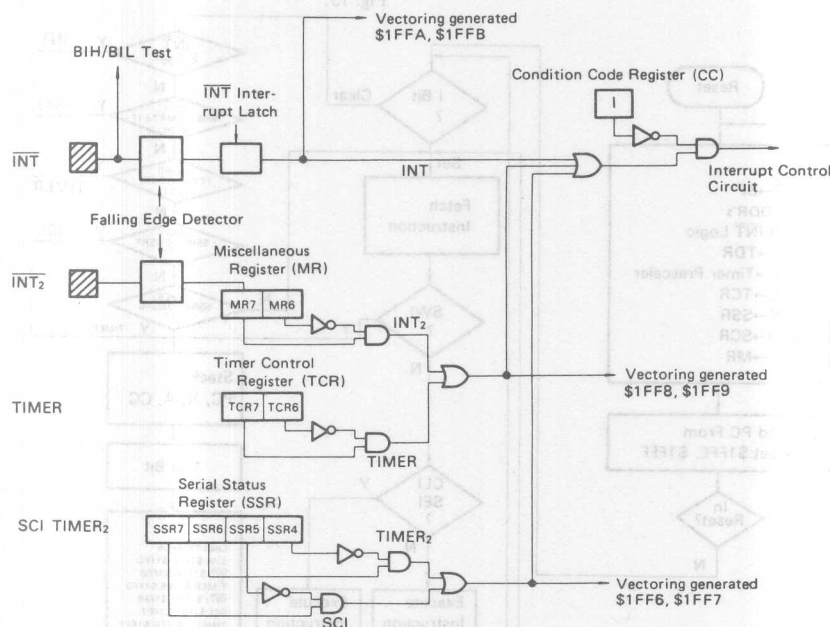 Vectoring generated
$1FFA, $1FFB
BIH/BIL Test
INT Inter-
rupt Latch
Condition Code Register (CC)
I
INT
INT
Interrupt Control
Circuit
Falling Edge Detector
Miscellaneous
Register (MR)
INT₂
MR7 MR6
INT₂
Timer Control
Register (TCR)
Vectoring generated
$1FF8, $1FF9
TIMER
TCR7 TCR6
TIMER
Serial Status
Register (SSR)
SCI TIMER₂
SSR7 SSR6 SSR5 SSR4
TIMER₂
Vectoring generated
$1FF6, $1FF7
SCI